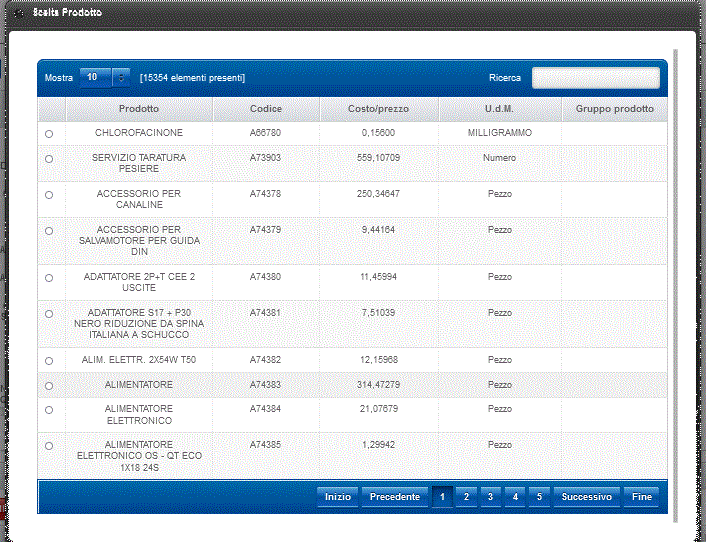 Scelta Prodotto
Mostra 10 [15354 elementi presenti] Ricerca
Prodotto Codice Costo/prezzo U.d.M. Gruppo prodotto
CHLOROFACINONE A66780 0,15600 MILLIGRAMMO
SERVIZIO TARATURA A73903 559,10709 Numero
PESIERE
ACCESSORIO PER A74378 250,34647 Pezzo
CANALINE
ACCESSORIO PER A74379 9,44164 Pezzo
SALVAMOTORE PER GUIDA
DIN
ADATTATORE 2P+T CEE 2 A74380 11,45994 Pezzo
USCITE
ADATTATORE S17 + P30 A74381 7,51039 Pezzo
NERO RIDUZIONE DA SPINA
ITALIANA A SCHUCCO
ALIM. ELETTR. 2X54W T50 A74382 12,15968 Pezzo
ALIMENTATORE A74383 314,47279 Pezzo
ALIMENTATORE A74384 21,07679 Pezzo
ELETTRONICO
ALIMENTATORE A74385 1,29942 Pezzo
ELETTRONICO OS - QT ECO
1X18 24S
Inizio Precedente 1 2 3 4 5 Successivo Fine